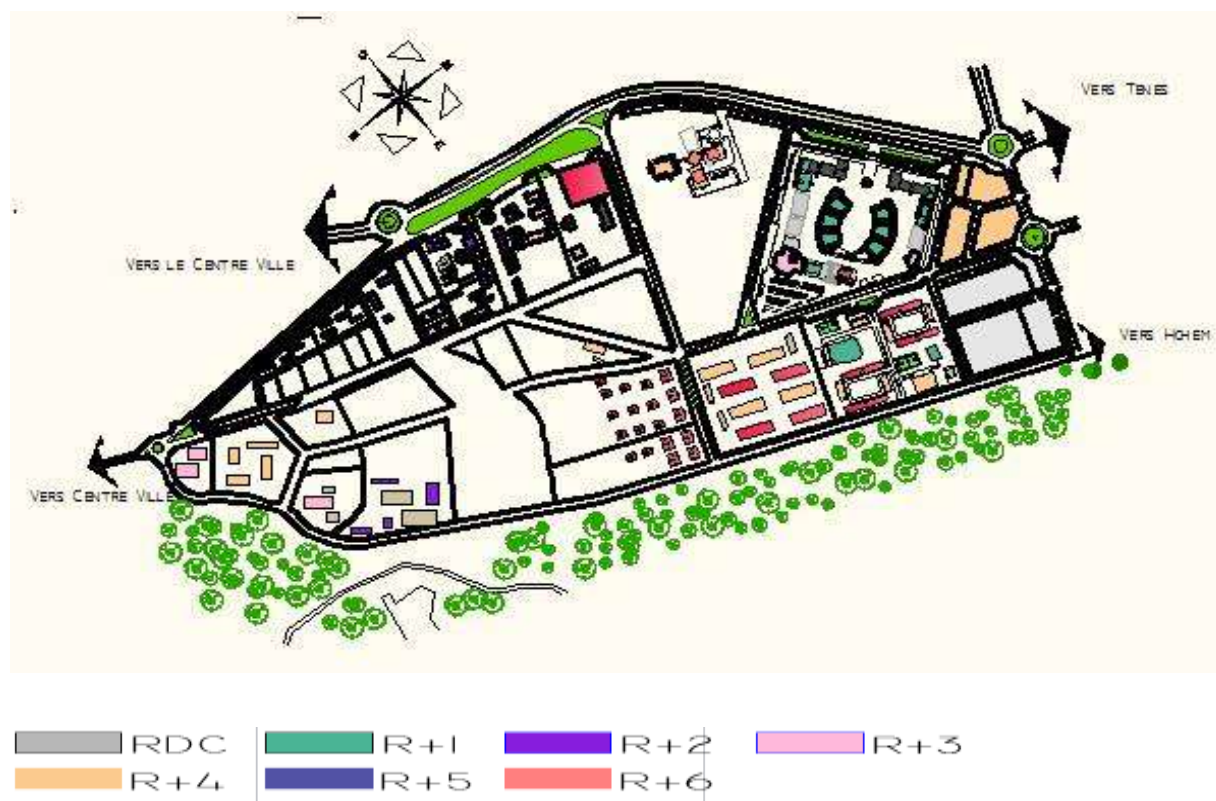 VERS TENES
VERS LE CENTRE VILLE
VERS HOHEM
VERS CENTRE VILLE
RDC
R+1
R+2
R+3
R+4
R+5
R+6